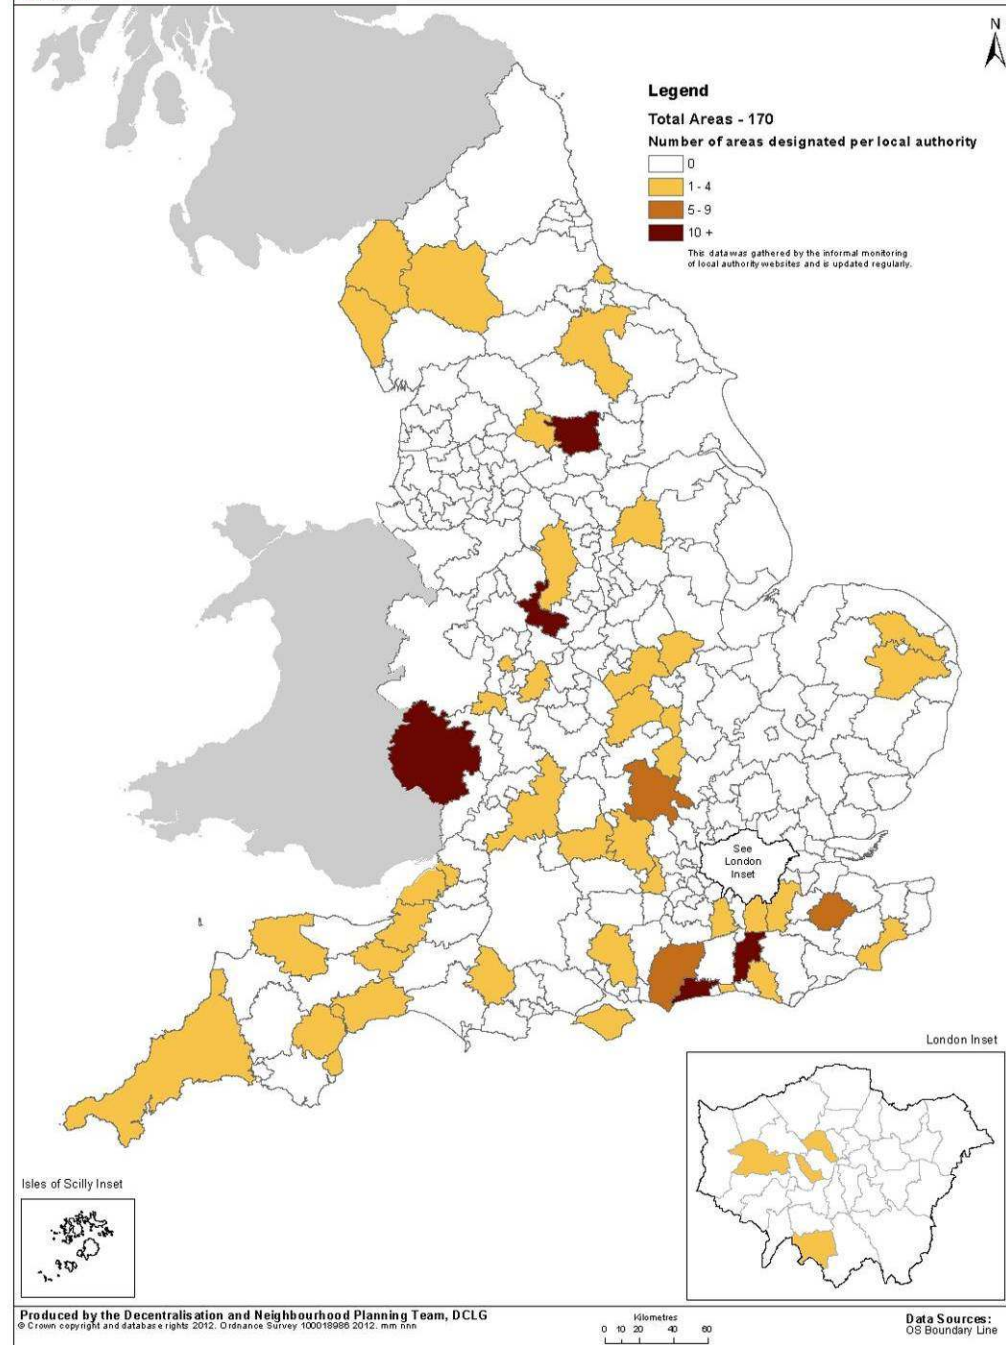 N
Legend
Total Areas - 170
Number of areas designated per local authority
0
1 - 4
5 - 9
10 +
This data was gathered by the informal monitoring
of local authority websites and is updated regularly.
See
London
Inset
London Inset
Isles of Scilly Inset
Produced by the Decentralisation and Neighbourhood Planning Team, DCLG
© Crown copyright and database rights 2012. Ordnance Survey 100018986 2012. mm nnn
Kilometres
0 10 20 40 60
Data Sources:
OS Boundary Line